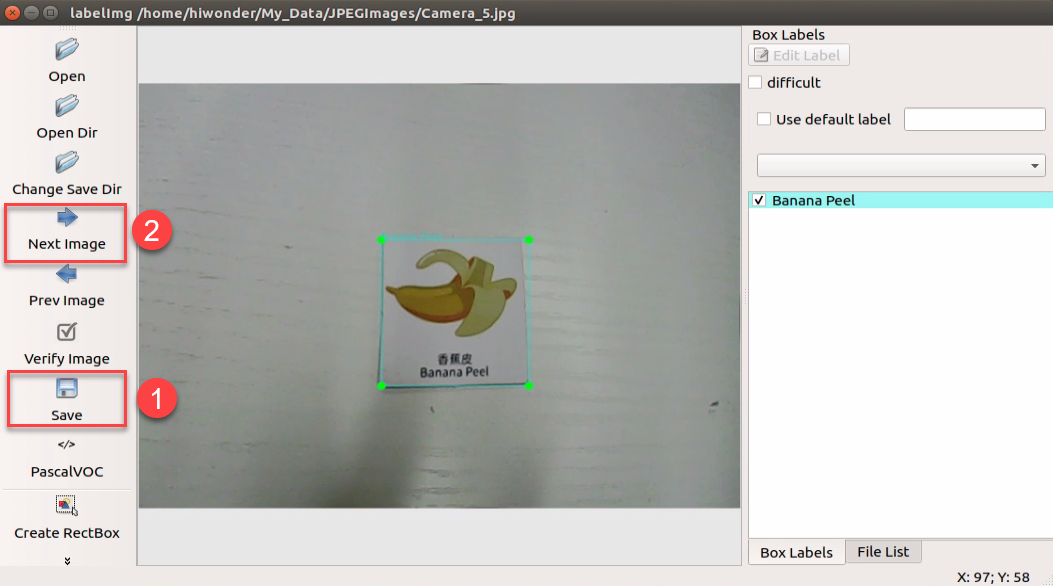 labelImg /home/hiwonder/My_Data/JPEGImages/Camera_5.jpg
Open
Open Dir
Change Save Dir
Next Image
2
Prev Image
Verify Image
Save
1
</>
PascalVOC
Create RectBox
香蕉皮
Banana Peel
Box Labels
Edit Label
difficult
Use default label
Banana Peel
Box Labels
File List
X: 97; Y: 58